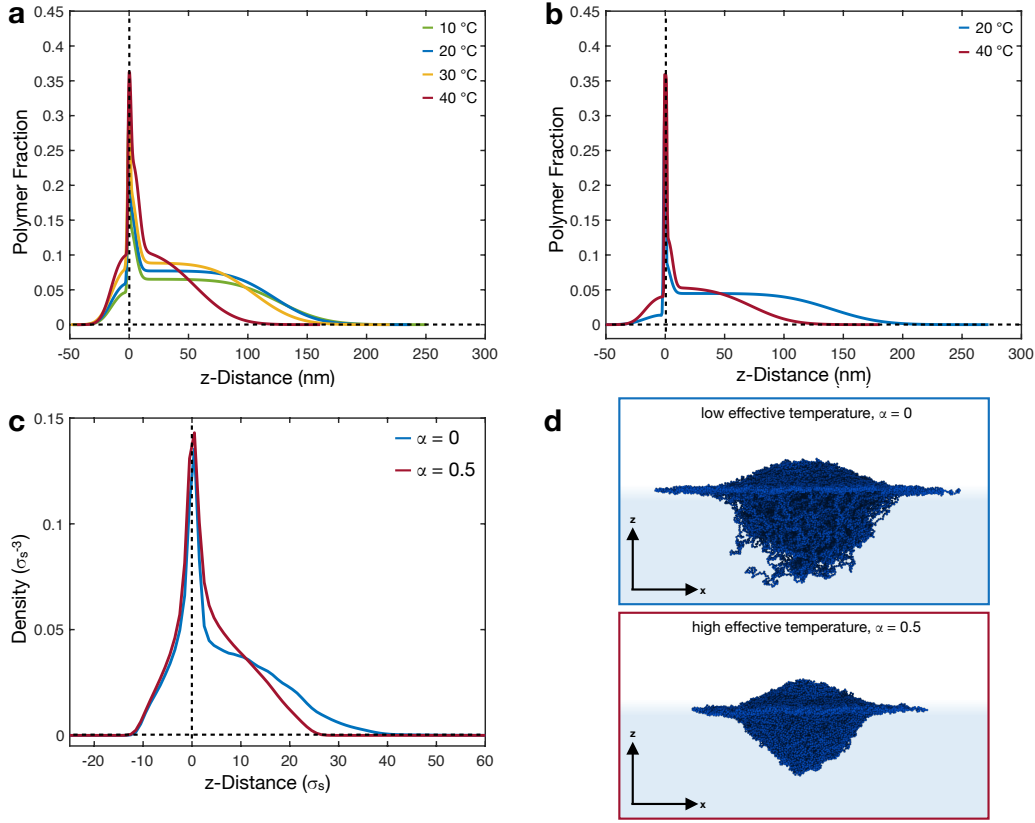 a
0.45
0.4
0.35
0.3
0.25
0.2
0.15
0.1
0.05
0
Polymer Fraction
10 °C
20 °C
30 °C
40 °C
-50 0 50 100 150 200 250 300
z-Distance (nm)
b
0.45
0.4
0.35
0.3
0.25
0.2
0.15
0.1
0.05
0
Polymer Fraction
20 °C
40 °C
-50 0 50 100 150 200 250 300
z-Distance (nm)
c
0.15
0.1
0.05
0
Density (σs-3)
α = 0
α = 0.5
-20 -10 0 10 20 30 40 50 60
z-Distance (σs)
d
low effective temperature, α = 0
z
x
high effective temperature, α = 0.5
z
x